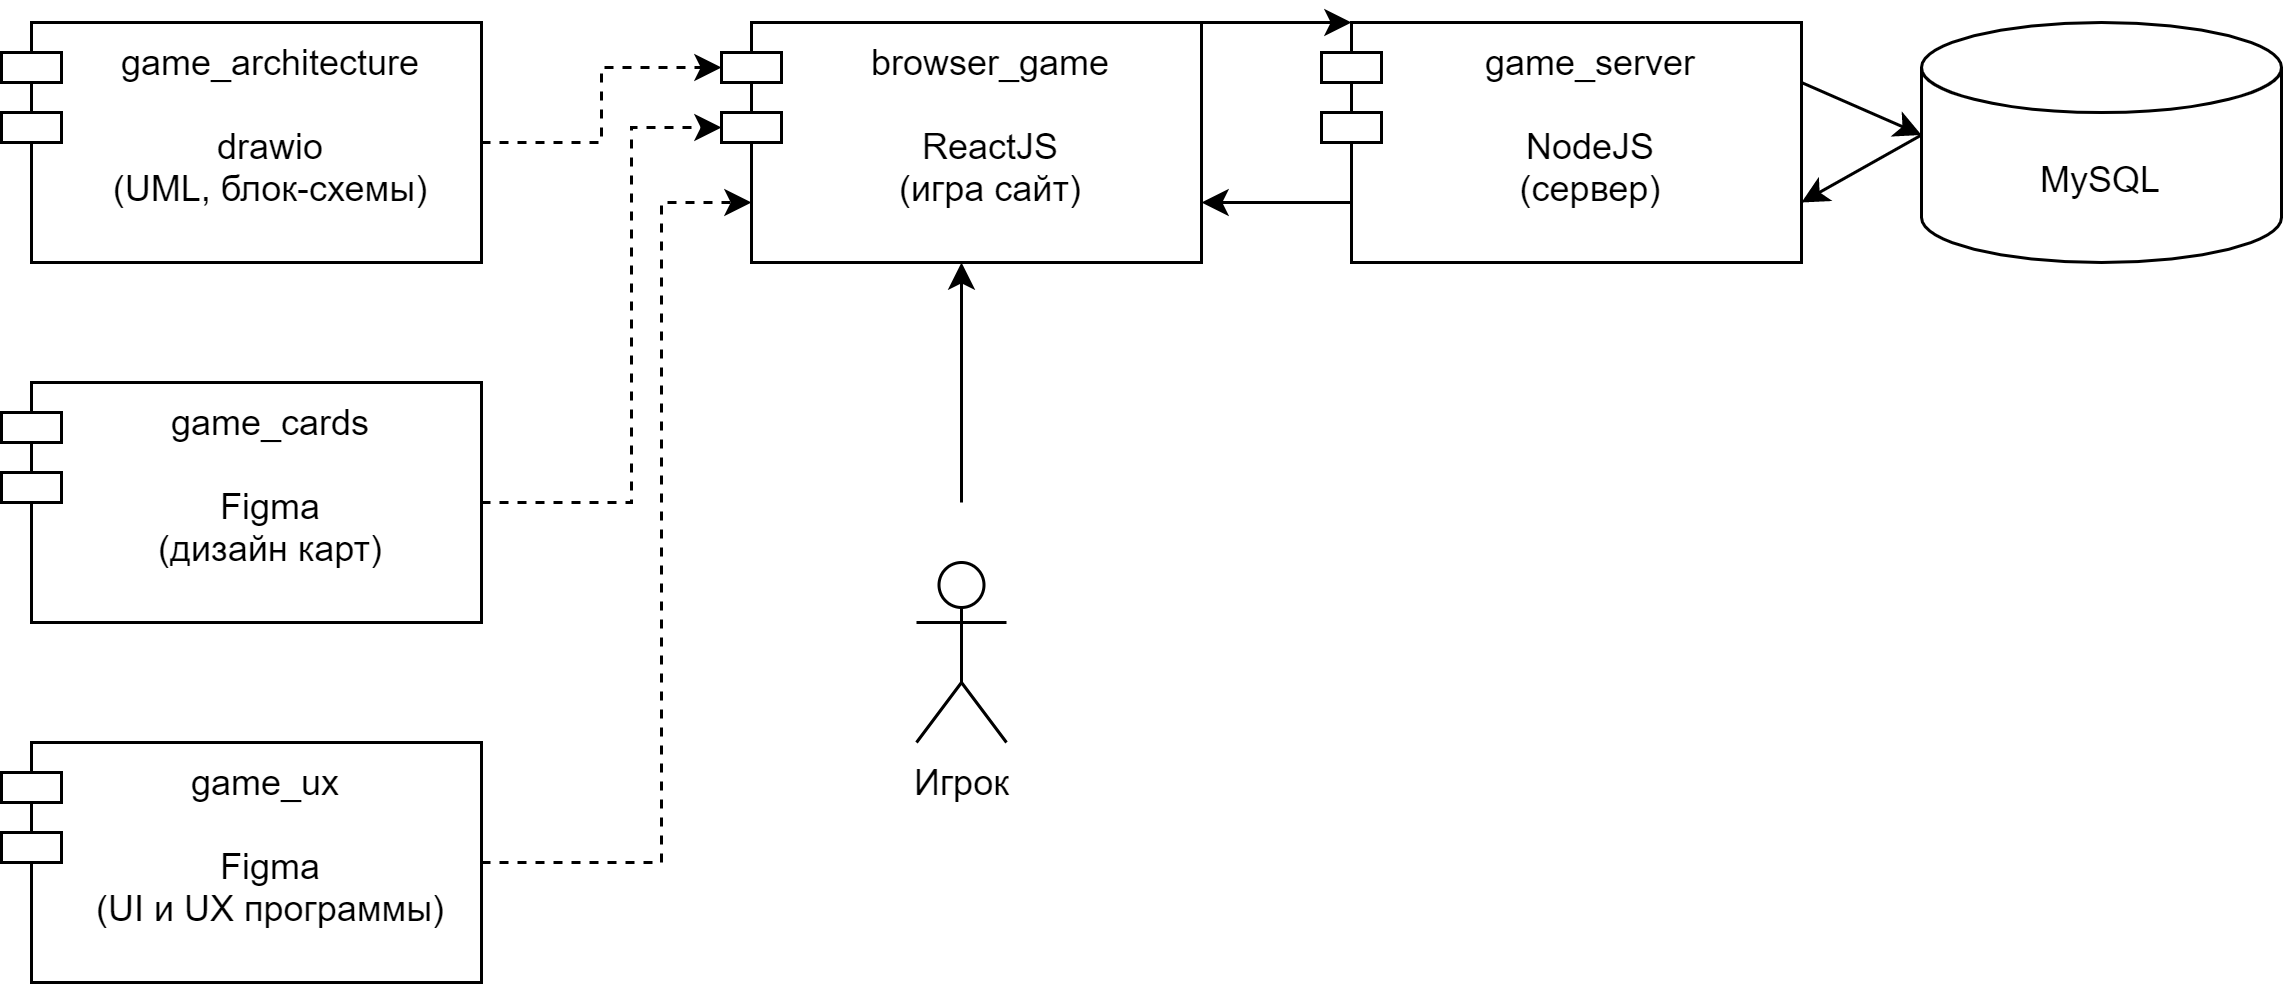 game_architecture
drawio
(UML, блок-схемы)
browser_game
ReactJS
(игра сайт)
game_server
NodeJS
(сервер)
MySQL
game_cards
Figma
(дизайн карт)
Игрок
game_ux
Figma
(UI и UX программы)